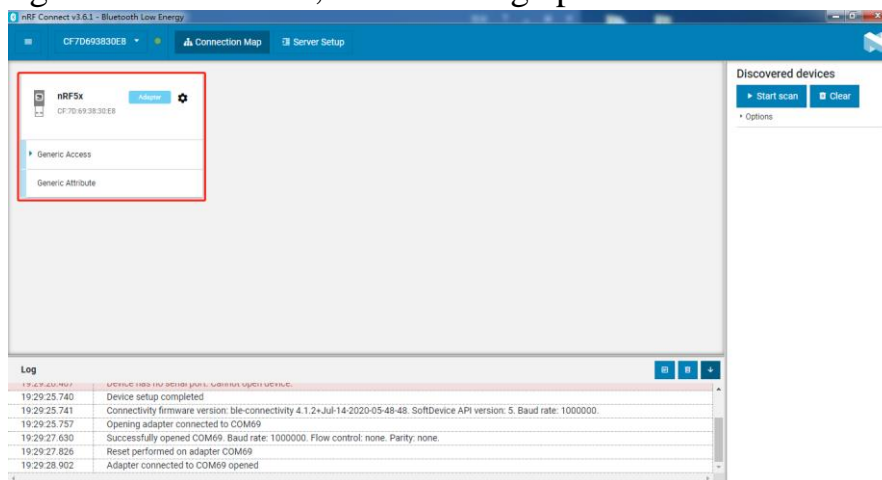 nRF Connect v3.6.1 - Bluetooth Low Energy
CF7D693830E8
Connection Map
Server Setup
nRF5x
Adapter
CF:7D:69:38:30:E8
Generic Access
Generic Attribute
Discovered devices
Start scan
Clear
Options
Log
Device has no serial port. Cannot open device.
19:29:25.740 Device setup completed
19:29:25.741 Connectivity firmware version: ble-connectivity 4.1.2+Jul-14-2020-05-48-48. SoftDevice API version: 5. Baud rate: 1000000.
19:29:25.757 Opening adapter connected to COM69
19:29:27.630 Successfully opened COM69. Baud rate: 1000000. Flow control: none. Parity: none.
19:29:27.826 Reset performed on adapter COM69
19:29:28.902 Adapter connected to COM69 opened